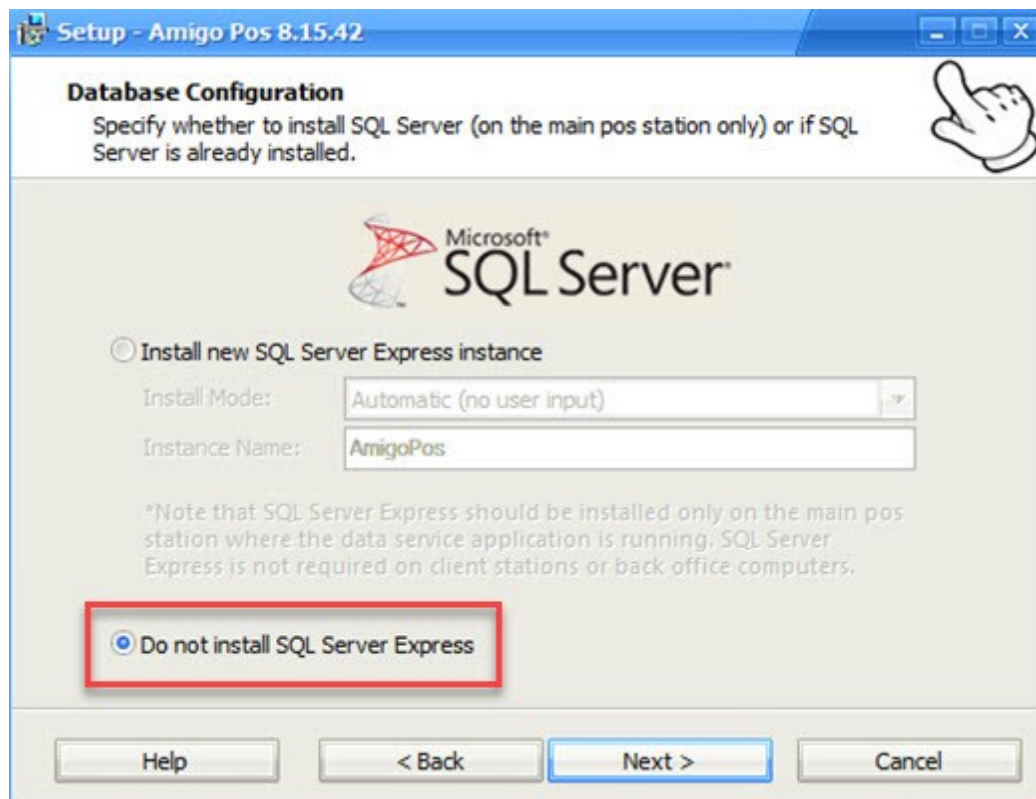 Setup - Amigo Pos 8.15.42
Database Configuration
Specify whether to install SQL Server (on the main pos station only) or if SQL
Server is already installed.
Microsoft®
SQL Server
Install new SQL Server Express instance
Install Mode:
Automatic (no user input)
Instance Name:
AmigoPos
*Note that SQL Server Express should be installed only on the main pos
station where the data service application is running. SQL Server
Express is not required on client stations or back office computers.
Do not install SQL Server Express
Help
< Back
Next >
Cancel